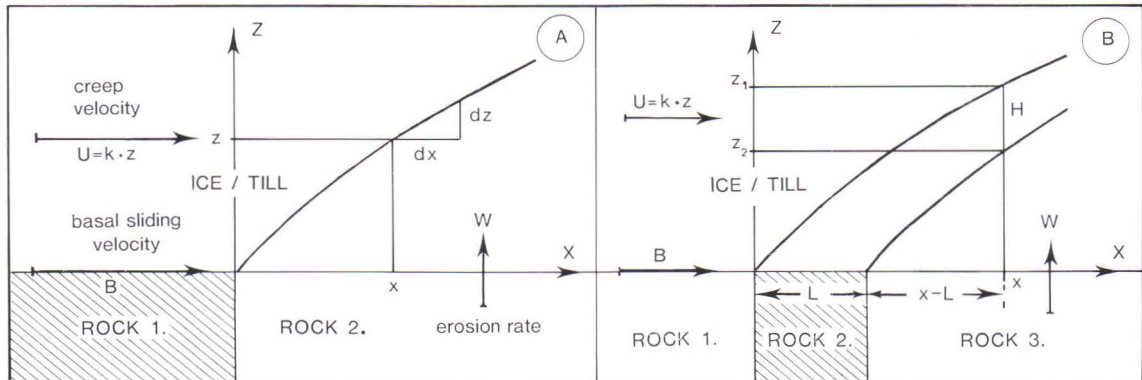 Z
A
creep
velocity
U=k·z
z
dz
dx
ICE / TILL
basal sliding
velocity
W
B
x
X
ROCK 1.
ROCK 2.
erosion rate
Z
B
z1
U=k·z
H
z2
ICE / TILL
W
B
X
L
x-L
x
ROCK 1.
ROCK 2.
ROCK 3.